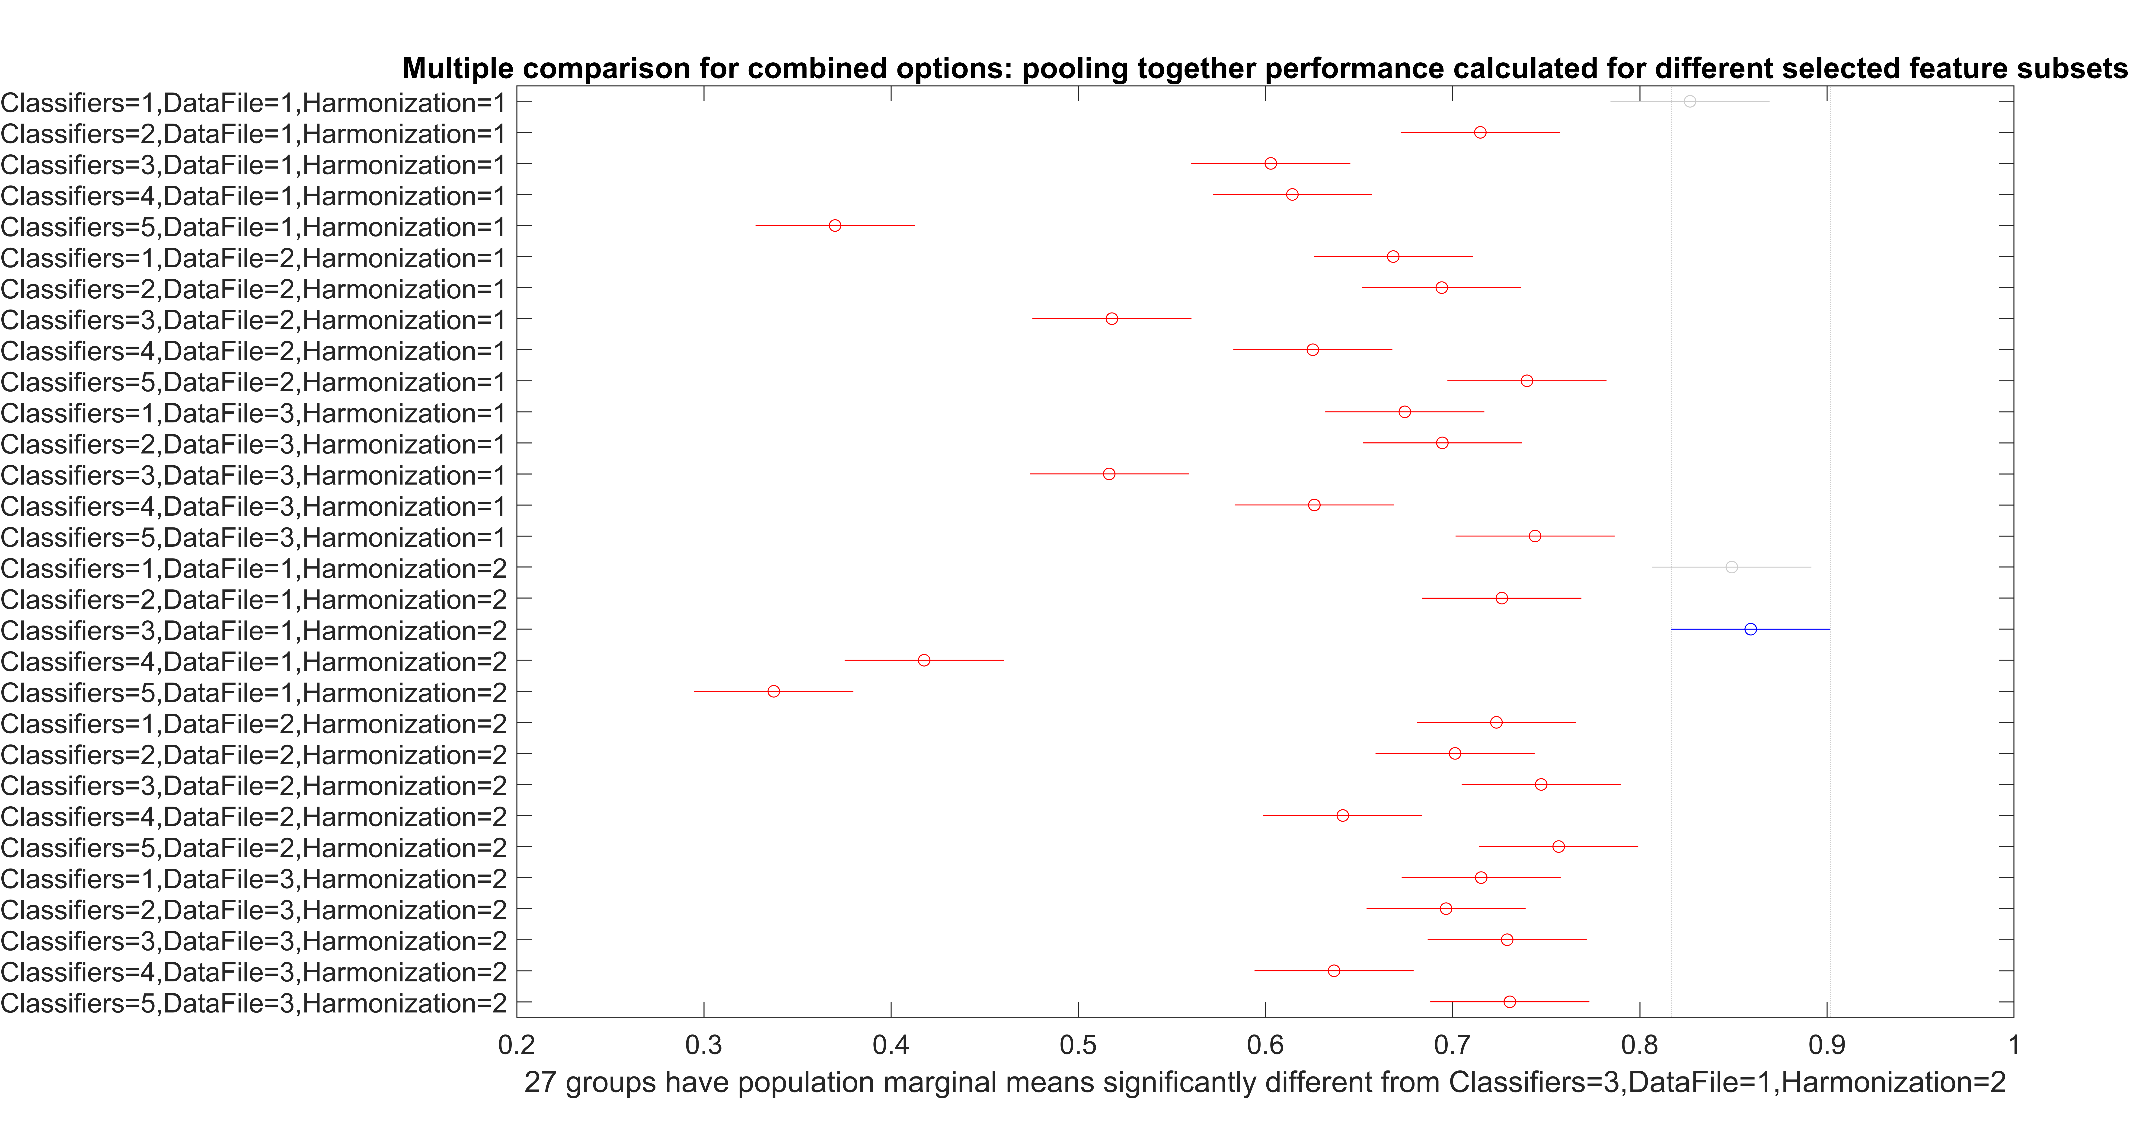 Multiple comparison for combined options: pooling together performance calculated for different selected feature subsets
Classifiers=1,DataFile=1,Harmonization=1
Classifiers=2,DataFile=1,Harmonization=1
Classifiers=3,DataFile=1,Harmonization=1
Classifiers=4,DataFile=1,Harmonization=1
Classifiers=5,DataFile=1,Harmonization=1
Classifiers=1,DataFile=2,Harmonization=1
Classifiers=2,DataFile=2,Harmonization=1
Classifiers=3,DataFile=2,Harmonization=1
Classifiers=4,DataFile=2,Harmonization=1
Classifiers=5,DataFile=2,Harmonization=1
Classifiers=1,DataFile=3,Harmonization=1
Classifiers=2,DataFile=3,Harmonization=1
Classifiers=3,DataFile=3,Harmonization=1
Classifiers=4,DataFile=3,Harmonization=1
Classifiers=5,DataFile=3,Harmonization=1
Classifiers=1,DataFile=1,Harmonization=2
Classifiers=2,DataFile=1,Harmonization=2
Classifiers=3,DataFile=1,Harmonization=2
Classifiers=4,DataFile=1,Harmonization=2
Classifiers=5,DataFile=1,Harmonization=2
Classifiers=1,DataFile=2,Harmonization=2
Classifiers=2,DataFile=2,Harmonization=2
Classifiers=3,DataFile=2,Harmonization=2
Classifiers=4,DataFile=2,Harmonization=2
Classifiers=5,DataFile=2,Harmonization=2
Classifiers=1,DataFile=3,Harmonization=2
Classifiers=2,DataFile=3,Harmonization=2
Classifiers=3,DataFile=3,Harmonization=2
Classifiers=4,DataFile=3,Harmonization=2
Classifiers=5,DataFile=3,Harmonization=2
0.2 0.3 0.4 0.5 0.6 0.7 0.8 0.9 1
27 groups have population marginal means significantly different from Classifiers=3,DataFile=1,Harmonization=2